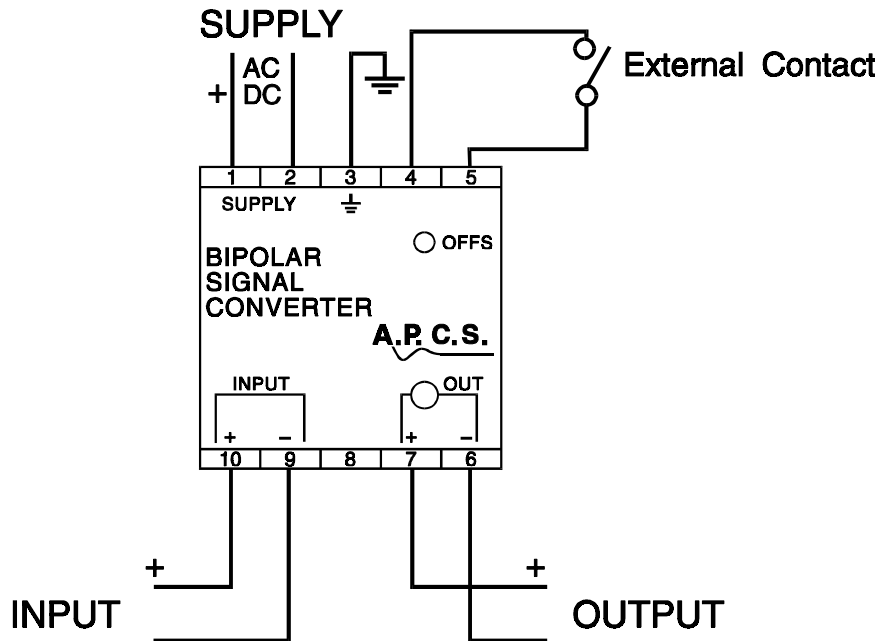 SUPPLY
AC
+ DC
External Contact
1 2 3 4 5
SUPPLY
OFFS
BIPOLAR
SIGNAL
CONVERTER
A.P.C.S.
INPUT
OUT
+ − + −
10 9 8 7 6
+ +
INPUT OUTPUT